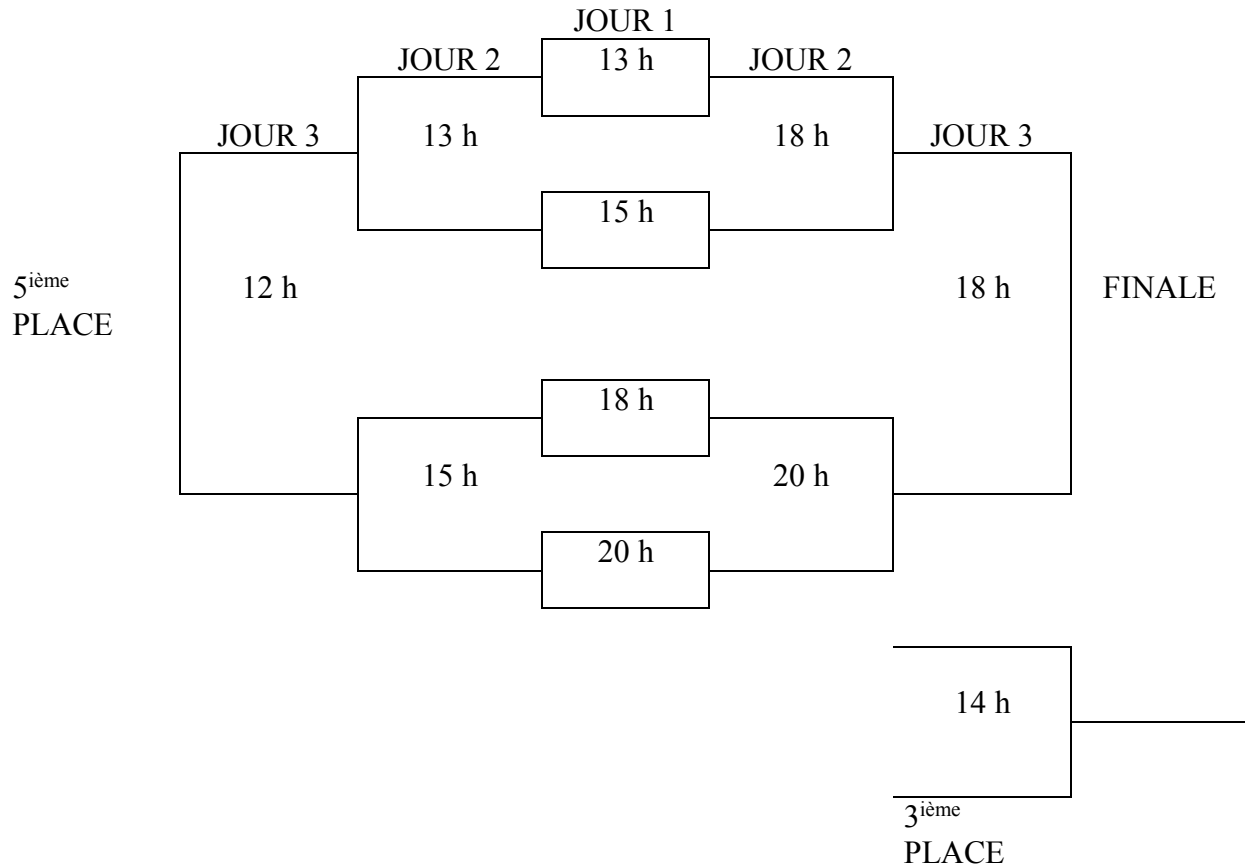 JOUR 1
JOUR 2
13 h
JOUR 2
JOUR 3
13 h
18 h
JOUR 3
15 h
5ième
PLACE
12 h
18 h
FINALE
18 h
15 h
20 h
20 h
14 h
3ième
PLACE